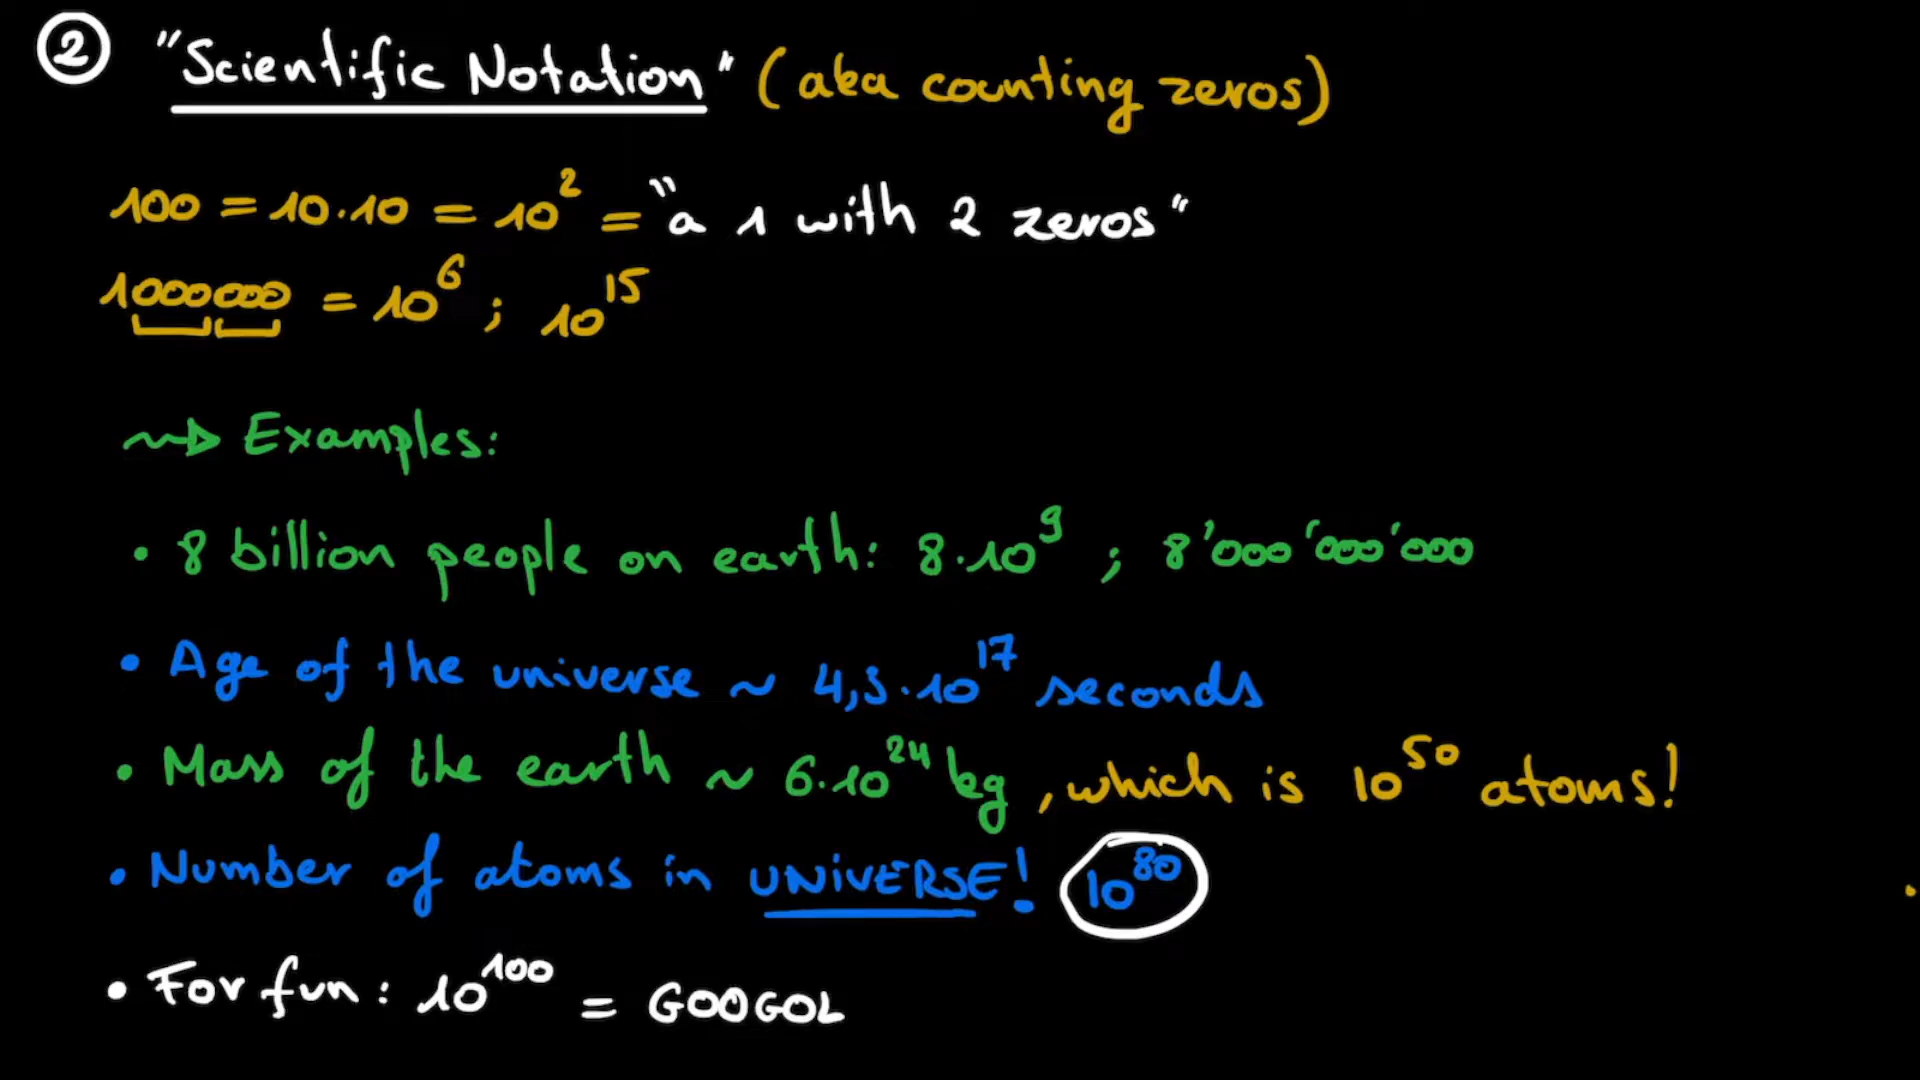 ② "Scientific Notation" (aka counting zeros)
100 = 10·10 = 10² = "a 1 with 2 zeros"
1000000 = 10⁶ ; 10¹⁵
Examples:
• 8 billion people on earth: 8·10⁹ ; 8'000'000'000
• Age of the universe ~ 4,3·10¹⁷ seconds
• Mass of the earth ~ 6·10²⁴ kg, which is 10⁵⁰ atoms!
• Number of atoms in UNIVERSE! 10⁸⁰
• For fun: 10¹⁰⁰ = GOOGOL